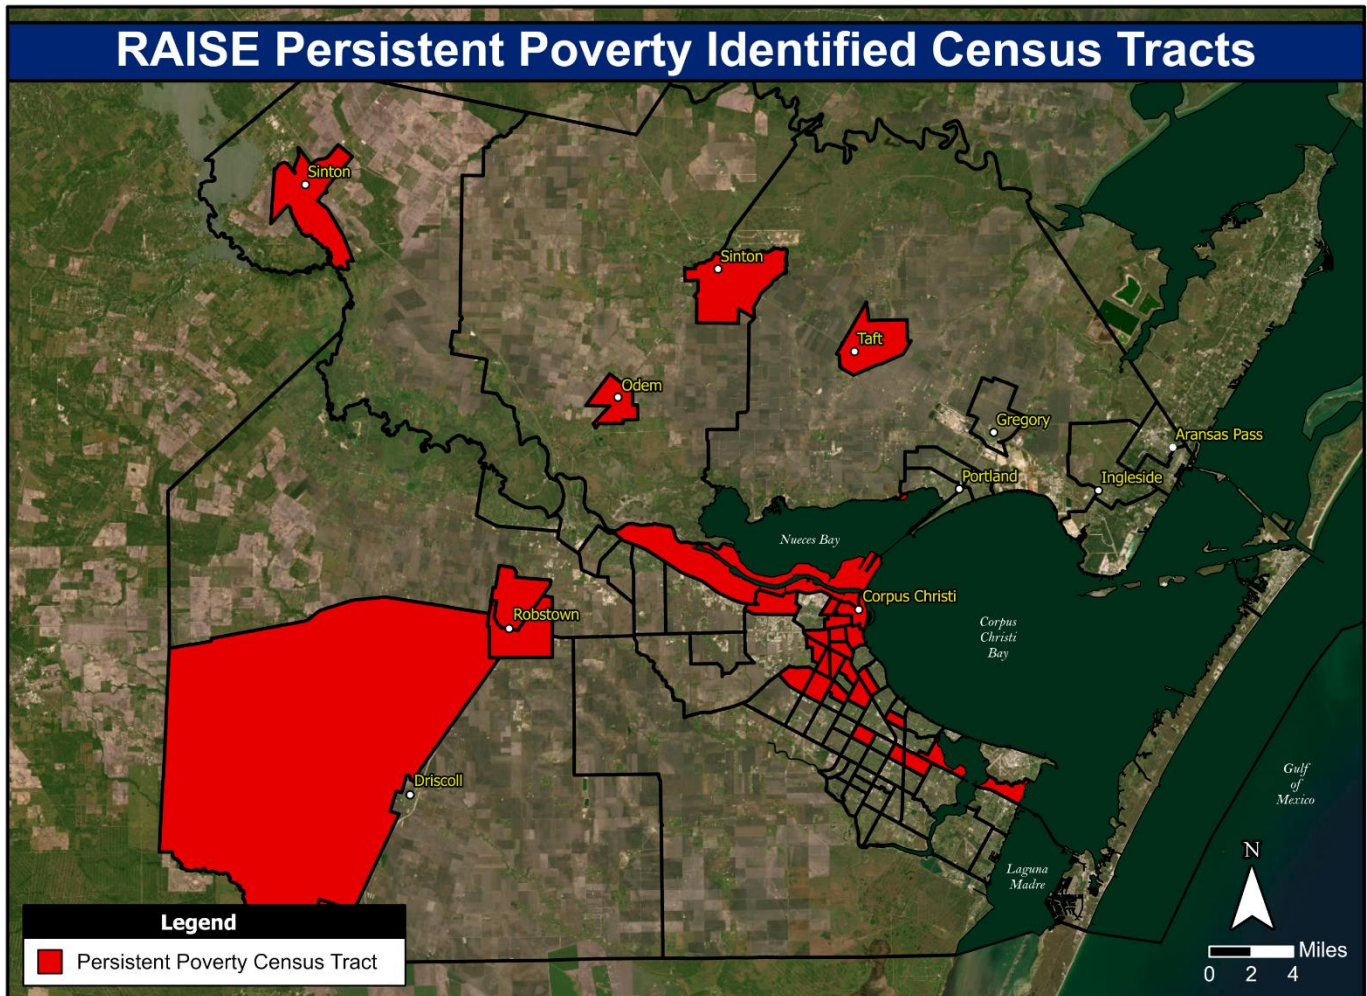 RAISE Persistent Poverty Identified Census Tracts
Sinton
Sinton
Taft
Odem
Gregory
Aransas Pass
Portland
Ingleside
Nueces Bay
Corpus Christi
Robstown
Corpus
Christi
Bay
Driscoll
Gulf
of
Mexico
Laguna
Madre
N
Legend
Persistent Poverty Census Tract
Miles
0 2 4